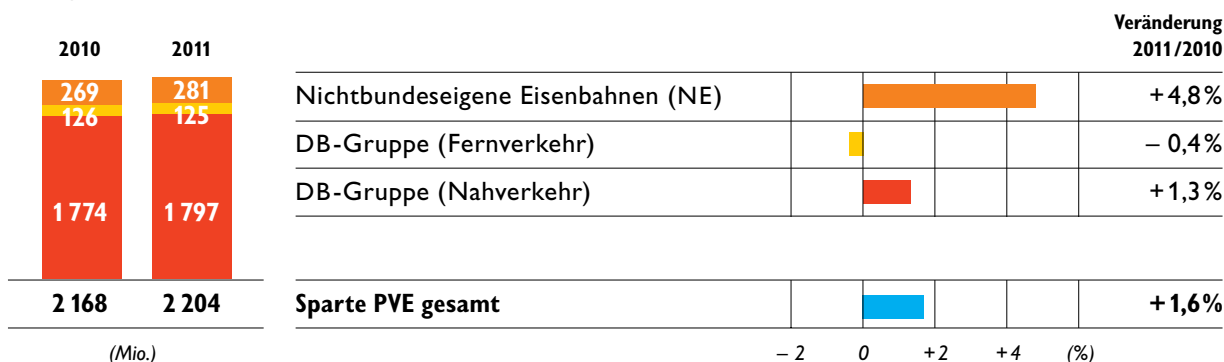 2010 2011 Veränderung
2011/2010
269 281 Nichtbundeseigene Eisenbahnen (NE) +4,8%
126 125 DB-Gruppe (Fernverkehr) – 0,4%
1 774 1 797 DB-Gruppe (Nahverkehr) +1,3%
2 168 2 204 Sparte PVE gesamt +1,6%
(Mio.) – 2 0 +2 +4 (%)